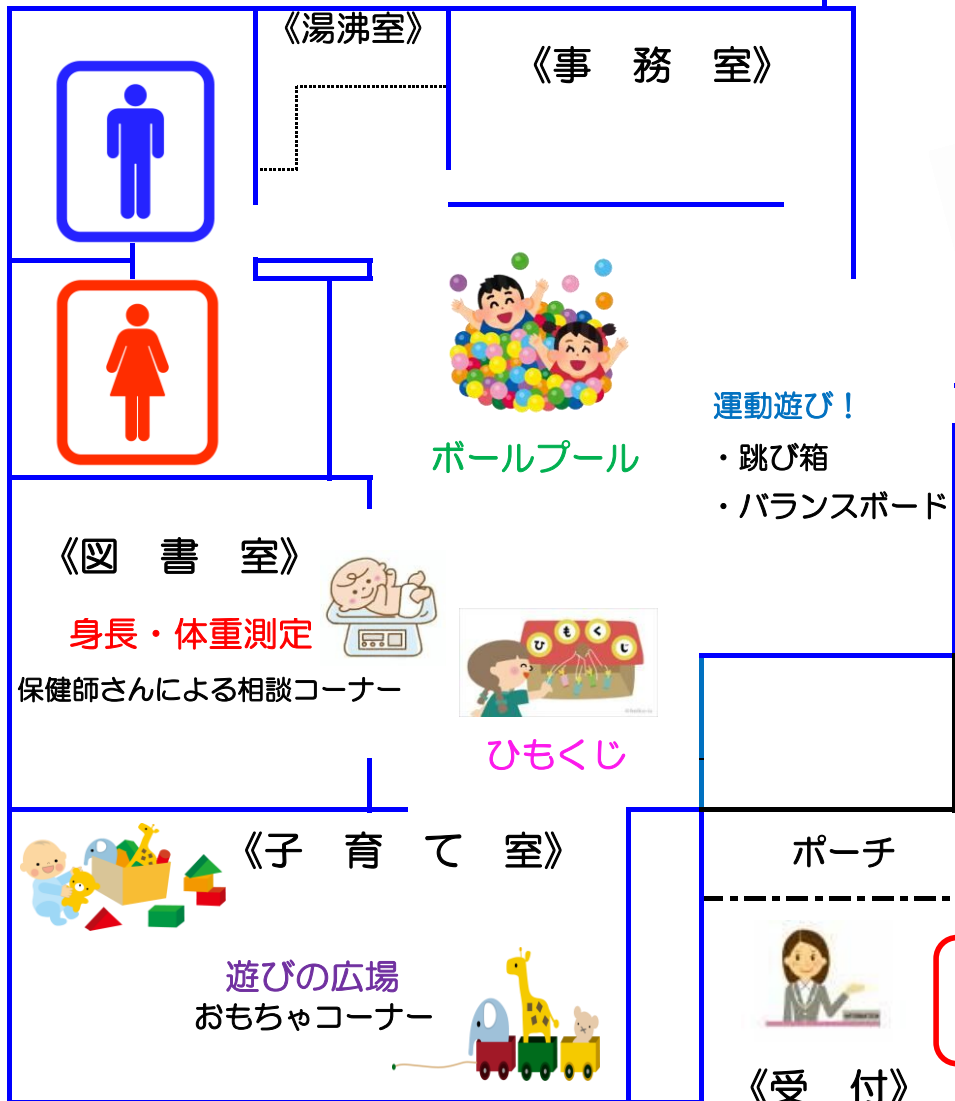 《湯沸室》
《事　務　室》
ボールプール
運動遊び！
・跳び箱
・バランスボード
《図　書　室》
身長・体重測定
保健師さんによる相談コーナー
ひもくじ
ひもくじ
《子　育　て　室》
遊びの広場
おもちゃコーナー
ポーチ
INFORMATION
《受　付》